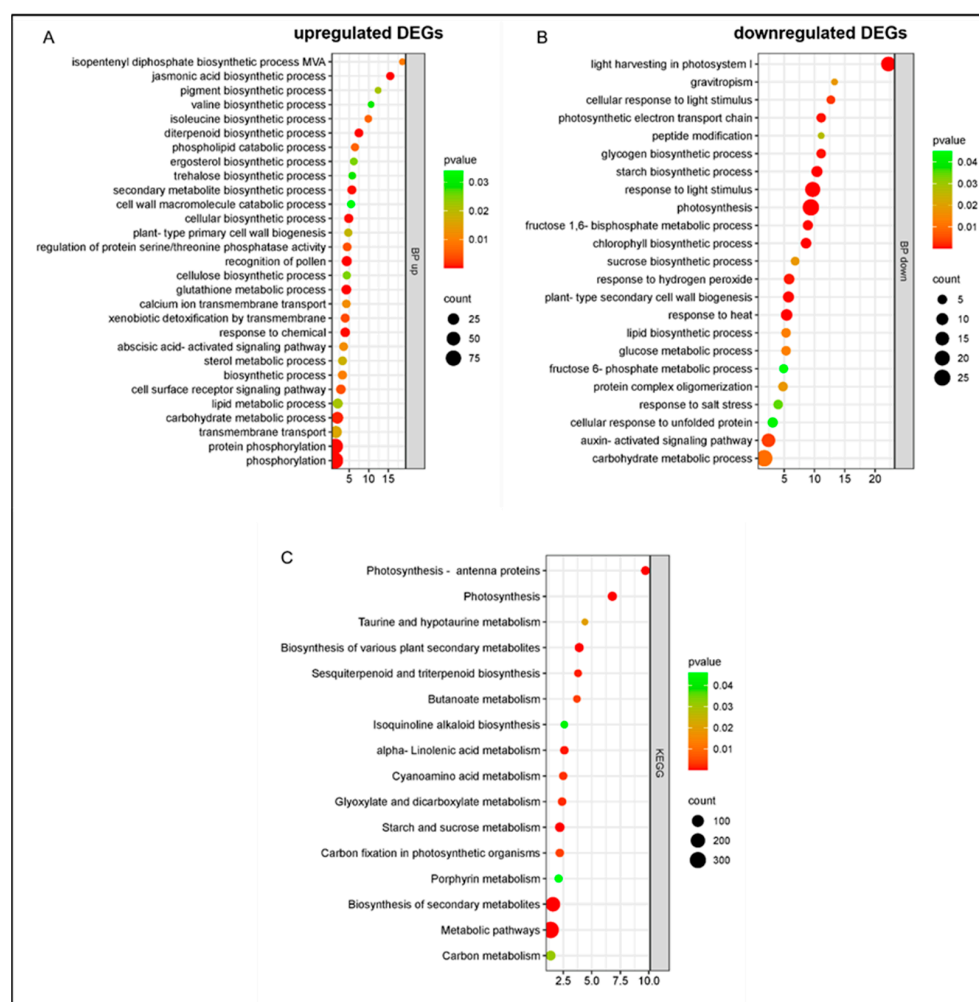 A
upregulated DEGs
isopentenyl diphosphate biosynthetic process MVA
jasmonic acid biosynthetic process
pigment biosynthetic process
valine biosynthetic process
isoleucine biosynthetic process
diterpenoid biosynthetic process
phospholipid catabolic process
ergosterol biosynthetic process
trehalose biosynthetic process
secondary metabolite biosynthetic process
cell wall macromolecule catabolic process
cellular biosynthetic process
plant- type primary cell wall biogenesis
regulation of protein serine/threonine phosphatase activity
recognition of pollen
cellulose biosynthetic process
glutathione metabolic process
calcium ion transmembrane transport
xenobiotic detoxification by transmembrane
response to chemical
abscisic acid- activated signaling pathway
sterol metabolic process
biosynthetic process
cell surface receptor signaling pathway
lipid metabolic process
carbohydrate metabolic process
transmembrane transport
protein phosphorylation
phosphorylation
5 10 15
BP up
pvalue
0.03
0.02
0.01
count
25
50
75
B
downregulated DEGs
light harvesting in photosystem I
gravitropism
cellular response to light stimulus
photosynthetic electron transport chain
peptide modification
glycogen biosynthetic process
starch biosynthetic process
response to light stimulus
photosynthesis
fructose 1,6- bisphosphate metabolic process
chlorophyll biosynthetic process
sucrose biosynthetic process
response to hydrogen peroxide
plant- type secondary cell wall biogenesis
response to heat
lipid biosynthetic process
glucose metabolic process
fructose 6- phosphate metabolic process
protein complex oligomerization
response to salt stress
cellular response to unfolded protein
auxin- activated signaling pathway
carbohydrate metabolic process
5 10 15 20
BP down
pvalue
0.04
0.03
0.02
0.01
count
5
10
15
20
25
C
Photosynthesis - antenna proteins
Photosynthesis
Taurine and hypotaurine metabolism
Biosynthesis of various plant secondary metabolites
Sesquiterpenoid and triterpenoid biosynthesis
Butanoate metabolism
Isoquinoline alkaloid biosynthesis
alpha- Linolenic acid metabolism
Cyanoamino acid metabolism
Glyoxylate and dicarboxylate metabolism
Starch and sucrose metabolism
Carbon fixation in photosynthetic organisms
Porphyrin metabolism
Biosynthesis of secondary metabolites
Metabolic pathways
Carbon metabolism
2.5 5.0 7.5 10.0
KEGG
pvalue
0.04
0.03
0.02
0.01
count
100
200
300